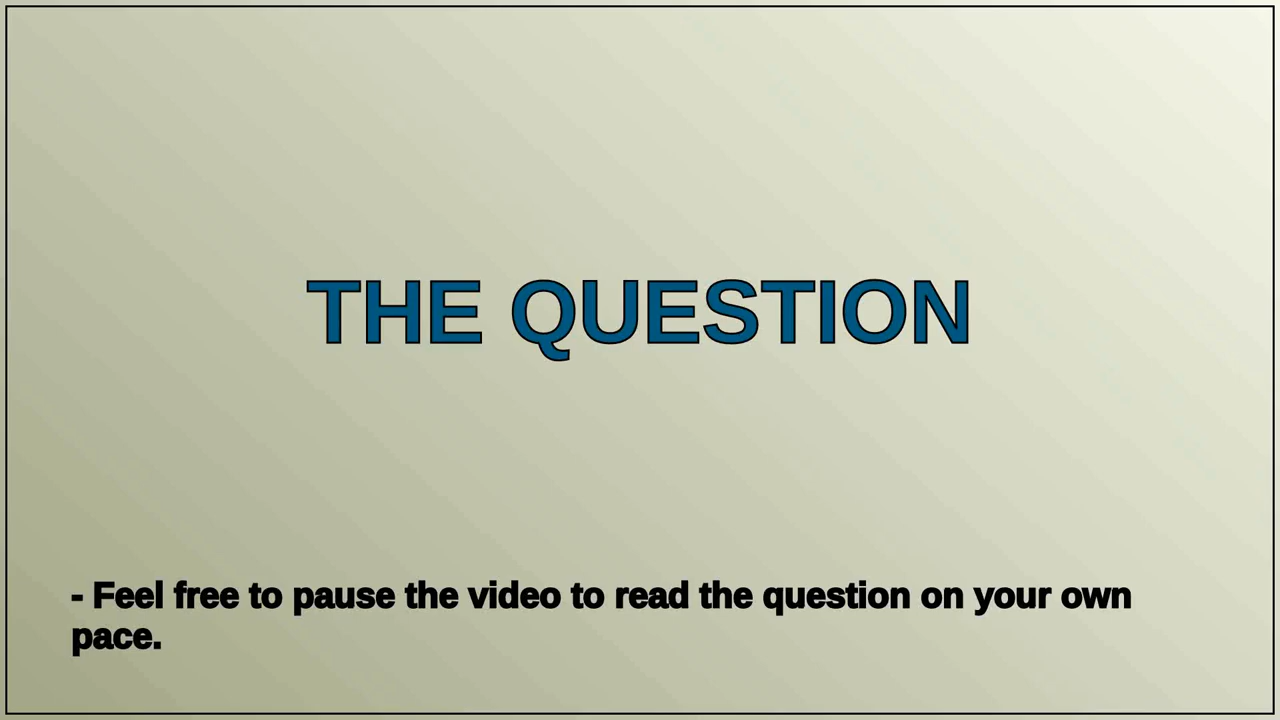 THE QUESTION
- Feel free to pause the video to read the question on your own
pace.